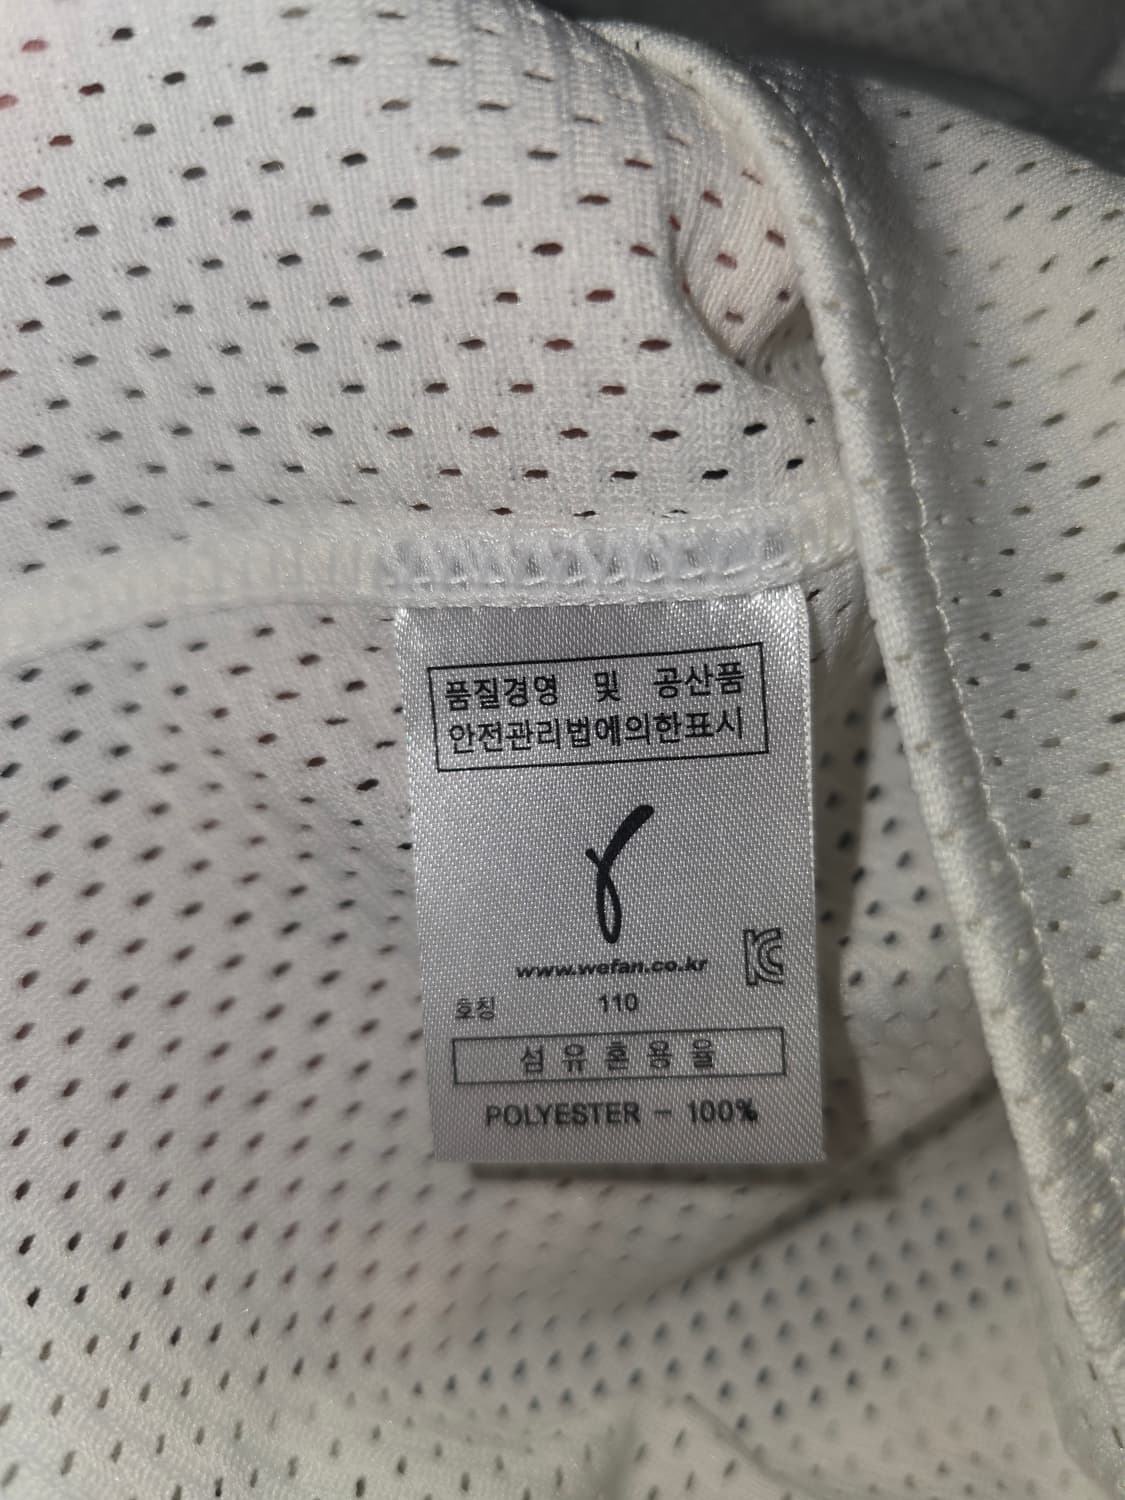 품질경영 및 공산품
안전관리법에의한표시
www.wefan.co.kr
호칭 110
섬유혼용율
POLYESTER - 100%